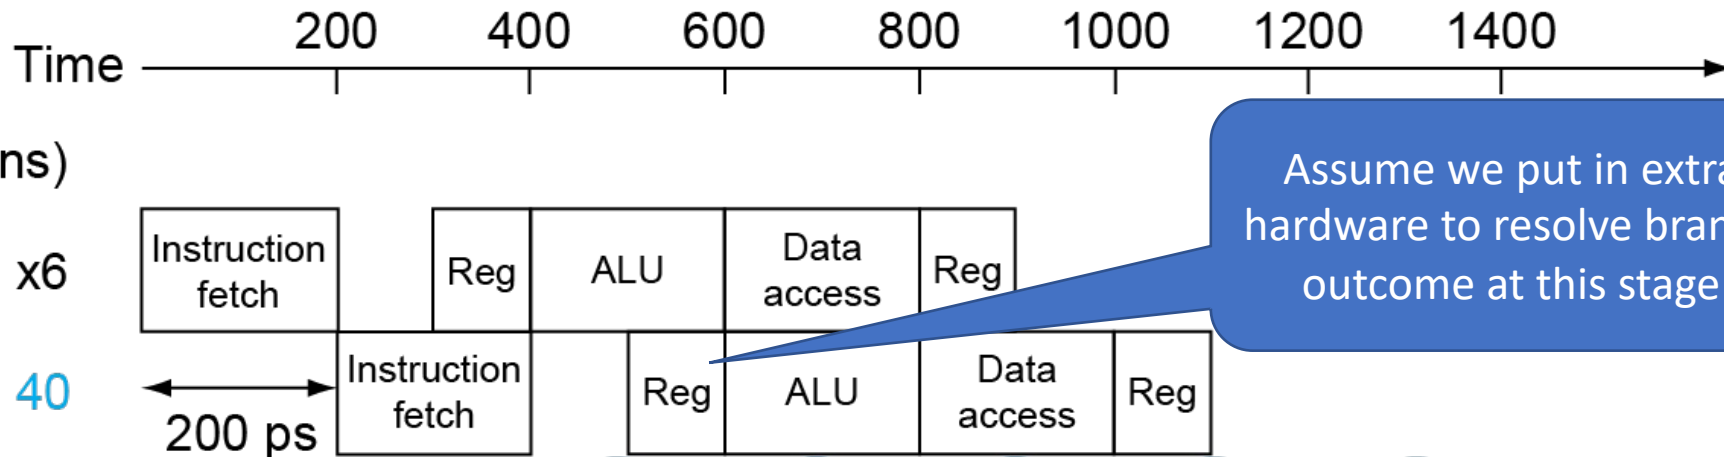 200 400 600 800 1000 1200 1400
Time
ns)
x6 Instruction fetch Reg ALU Data access Reg
Assume we put in extra
hardware to resolve bran
outcome at this stage
40 Instruction fetch Reg ALU Data access Reg
200 ps